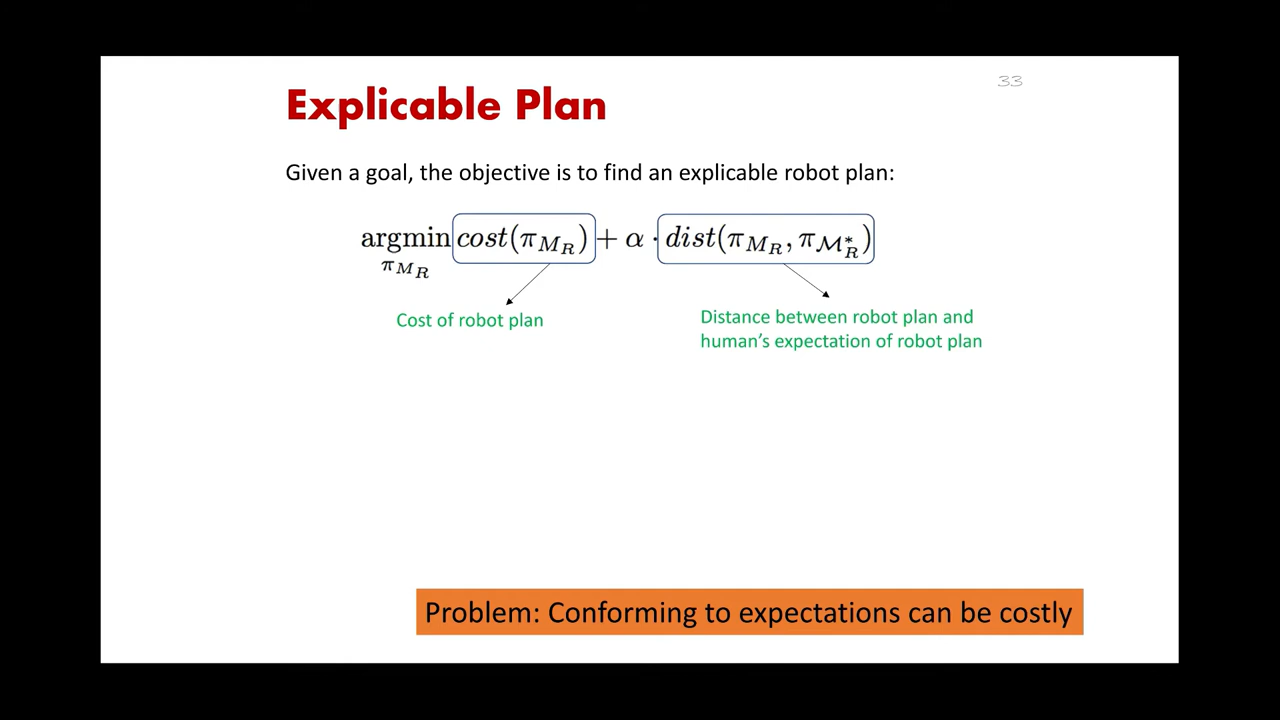 33
Explicable Plan
Given a goal, the objective is to find an explicable robot plan:
argmin cost(π_{M_R}) + α · dist(π_{M_R}, π_{ℳ*_R})
π_{M_R}
Cost of robot plan
Distance between robot plan and
human’s expectation of robot plan
Problem: Conforming to expectations can be costly